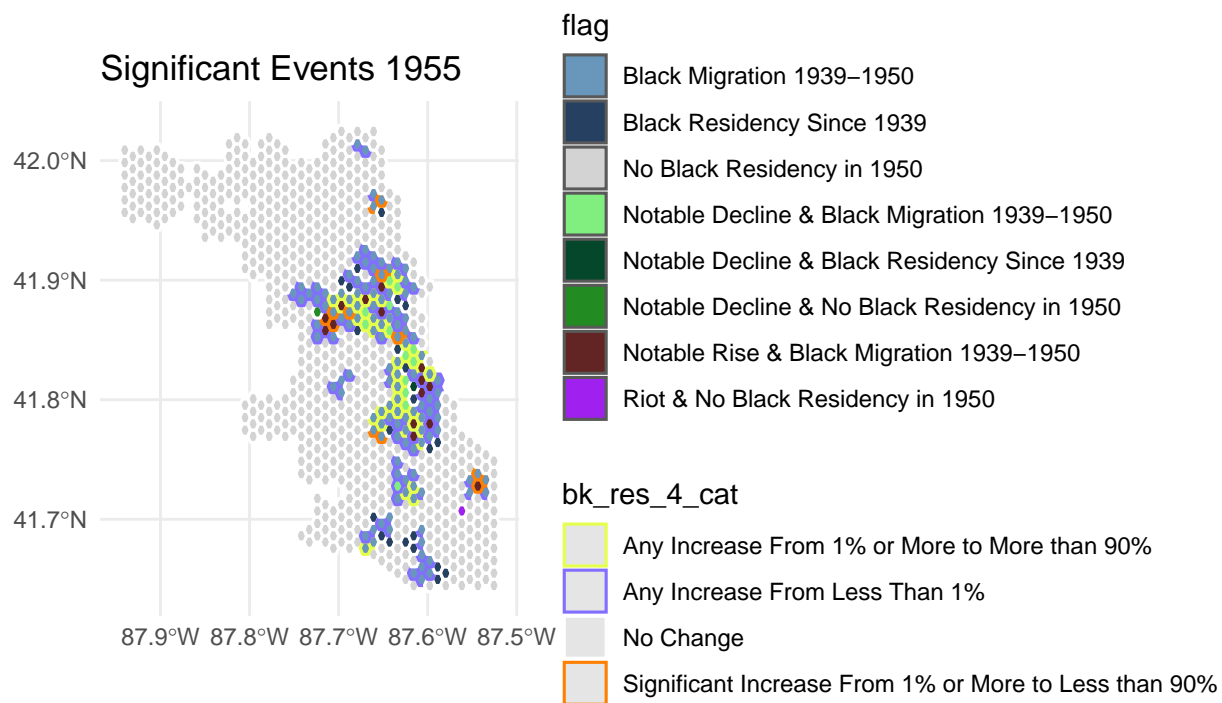 Significant Events 1955
42.0°N
41.9°N
41.8°N
41.7°N
87.9°W 87.8°W 87.7°W 87.6°W 87.5°W
flag
Black Migration 1939−1950
Black Residency Since 1939
No Black Residency in 1950
Notable Decline & Black Migration 1939−1950
Notable Decline & Black Residency Since 1939
Notable Decline & No Black Residency in 1950
Notable Rise & Black Migration 1939−1950
Riot & No Black Residency in 1950
bk_res_4_cat
Any Increase From 1% or More to More than 90%
Any Increase From Less Than 1%
No Change
Significant Increase From 1% or More to Less than 90%